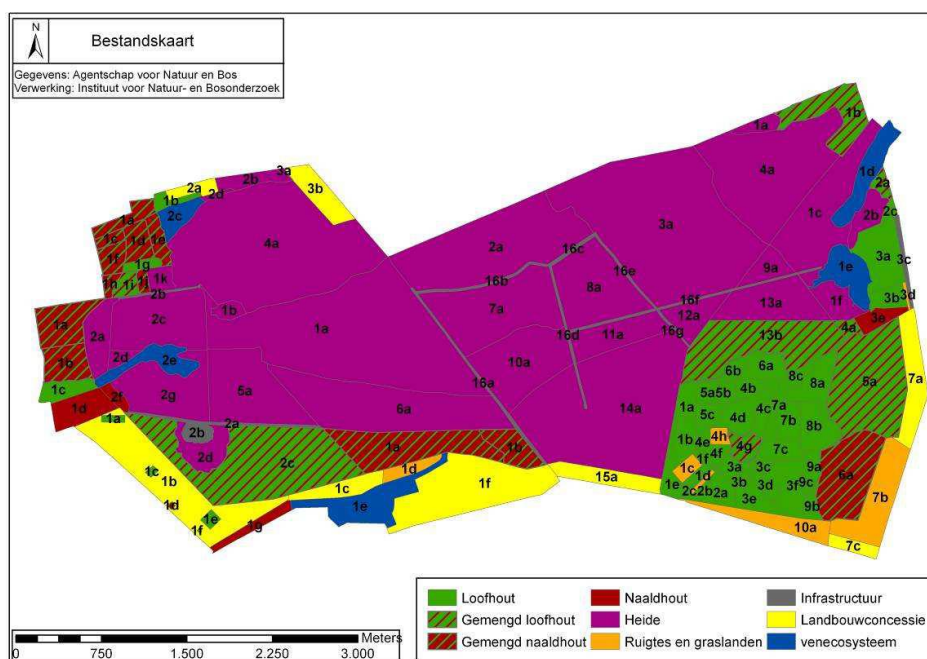 N
Bestandskaart
Gegevens: Agentschap voor Natuur en Bos
Verwerking: Instituut voor Natuur- en Bosonderzoek
1a 1b
3a
4a
2a 2b
1d
3b
1b 2d
2a
2c
1c 2b 2c
1a
3a
1c 1d 1e
4a
2a 16c
3a 3c
1f
1g
16e
9a
1e
1h 1i 1j 1k
16b
8a
2b
3b 3d
1b
7a
16f 13a 1f
1a
2c
12a
3e
2a
1a
16d 11a 16g
4a
13b
1b
2d 2e
10a
6a
6b
8c 8a
5a
7a
1c
2f 2g
5a
16a
5a 5b 4b
1d
6a
14a
1a
4c 7a
5c 4d 7b 8b
1a
2a
2b
4h
1a
1b
1b 4e
4g
7c
2d
2c
1f 4f
1c
1d
1c
3a 3c
9a
6a
1b
1c
1f
15a
1d
3b 3d 3f 9c
7b
1e
2c 2b 2a
3e
9b
1d
1e
1e
10a
1f
1g
7c
Loofhout Naaldhout Infrastructuur
Gemengd loofhout Heide Landbouwconcessie
Gemengd naaldhout Ruigtes en graslanden venecosysteem
Meters
0 750 1.500 2.250 3.000